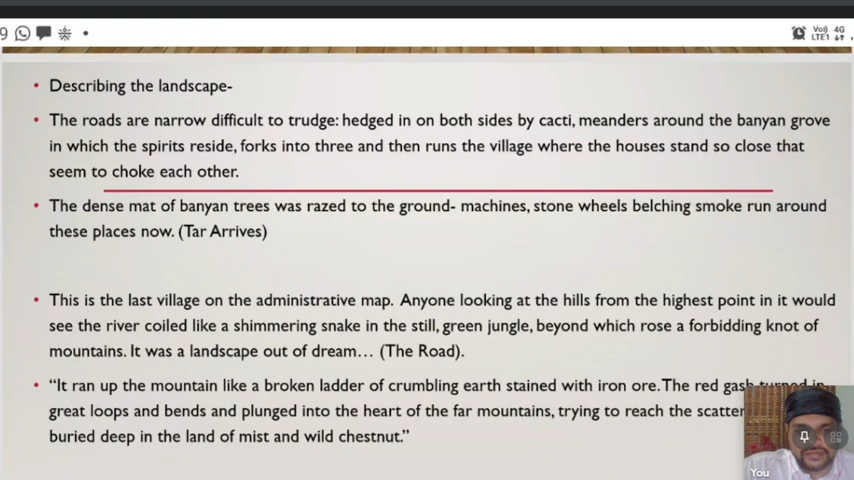 9
Vo)
LTE1
4G
Describing the landscape-
The roads are narrow difficult to trudge: hedged in on both sides by cacti, meanders around the banyan grove
in which the spirits reside, forks into three and then runs the village where the houses stand so close that
seem to choke each other.
The dense mat of banyan trees was razed to the ground- machines, stone wheels belching smoke run around
these places now. (Tar Arrives)
This is the last village on the administrative map. Anyone looking at the hills from the highest point in it would
see the river coiled like a shimmering snake in the still, green jungle, beyond which rose a forbidding knot of
mountains. It was a landscape out of dream... (The Road).
“It ran up the mountain like a broken ladder of crumbling earth stained with iron ore. The red gash turned in
great loops and bends and plunged into the heart of the far mountains, trying to reach the
buried deep in the land of mist and wild chestnut.”
You